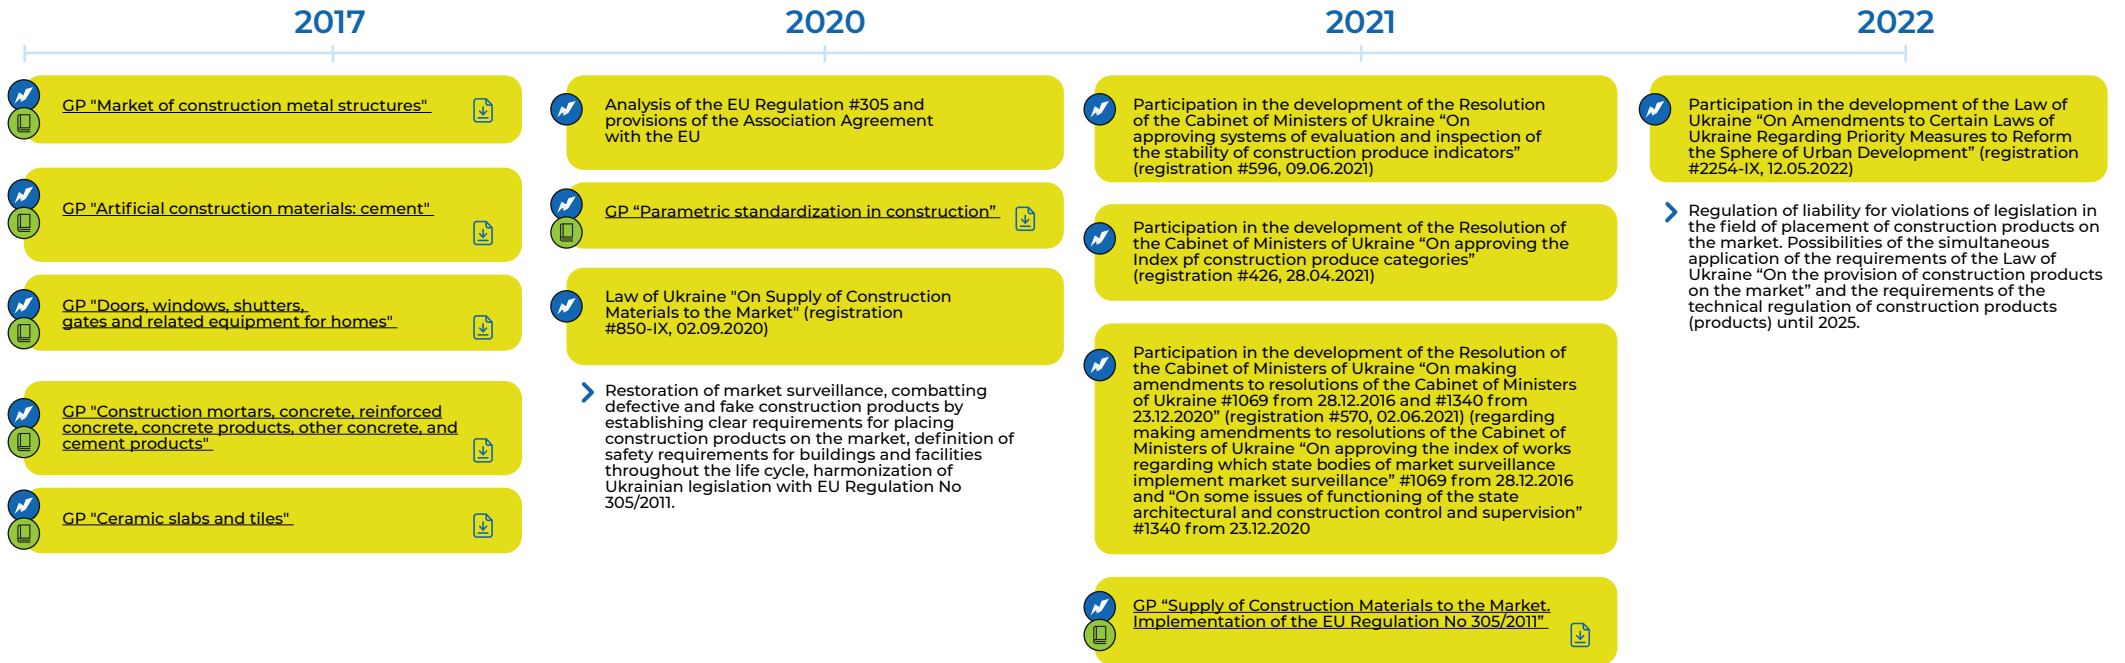 2017
GP "Market of construction metal structures"
GP "Artificial construction materials: cement"
GP "Doors, windows, shutters,
gates and related equipment for homes"
GP "Construction mortars, concrete, reinforced
concrete, concrete products, other concrete, and
cement products"
GP "Ceramic slabs and tiles"
2020
Analysis of the EU Regulation #305 and
provisions of the Association Agreement
with the EU
GP “Parametric standardization in construction”
Law of Ukraine "On Supply of Construction
Materials to the Market" (registration
#850-IX, 02.09.2020)
Restoration of market surveillance, combatting
defective and fake construction products by
establishing clear requirements for placing
construction products on the market, definition of
safety requirements for buildings and facilities
throughout the life cycle, harmonization of
Ukrainian legislation with EU Regulation No
305/2011.
2021
Participation in the development of the Resolution
of the Cabinet of Ministers of Ukraine “On
approving systems of evaluation and inspection of
the stability of construction produce indicators”
(registration #596, 09.06.2021)
Participation in the development of the Resolution of
the Cabinet of Ministers of Ukraine “On approving the
Index pf construction produce categories”
(registration #426, 28.04.2021)
Participation in the development of the Resolution of
the Cabinet of Ministers of Ukraine “On making
amendments to resolutions of the Cabinet of Ministers
of Ukraine #1069 from 28.12.2016 and #1340 from
23.12.2020” (registration #570, 02.06.2021) (regarding
making amendments to resolutions of the Cabinet of
Ministers of Ukraine “On approving the index of works
regarding which state bodies of market surveillance
implement market surveillance” #1069 from 28.12.2016
and “On some issues of functioning of the state
architectural and construction control and supervision”
#1340 from 23.12.2020
GP “Supply of Construction Materials to the Market.
Implementation of the EU Regulation No 305/2011”
2022
Participation in the development of the Law of
Ukraine “On Amendments to Certain Laws of
Ukraine Regarding Priority Measures to Reform
the Sphere of Urban Development” (registration
#2254-IX, 12.05.2022)
Regulation of liability for violations of legislation in
the field of placement of construction products on
the market. Possibilities of the simultaneous
application of the requirements of the Law of
Ukraine “On the provision of construction products
on the market” and the requirements of the
technical regulation of construction products
(products) until 2025.